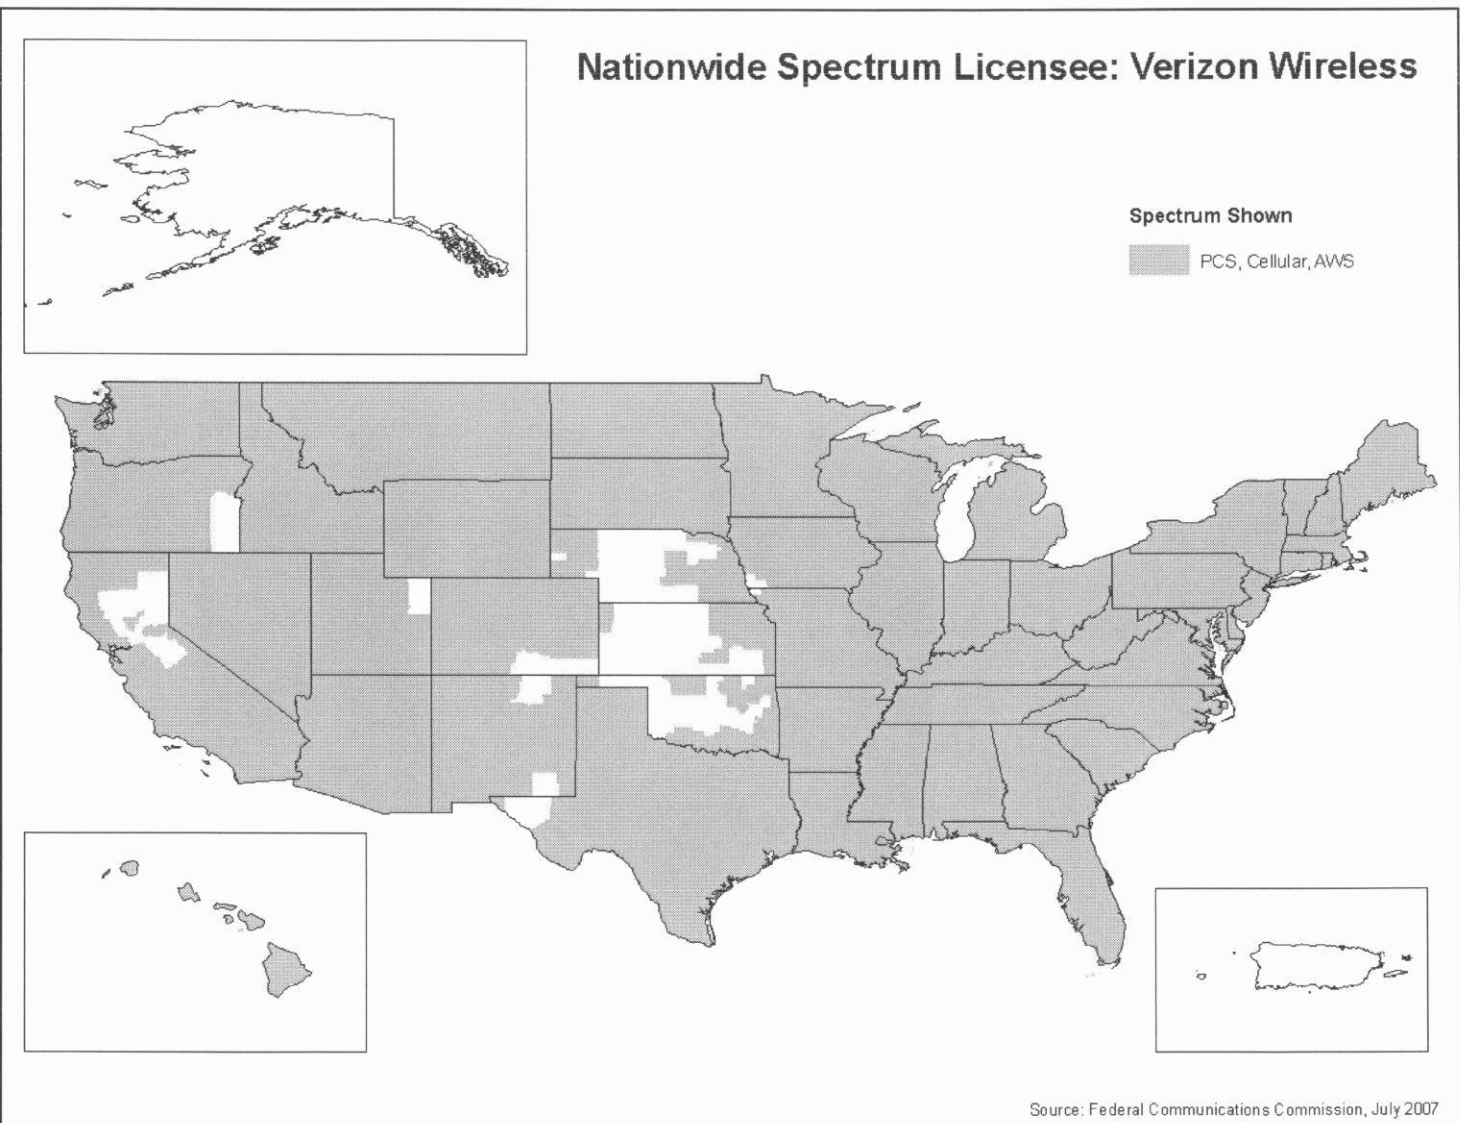 Nationwide Spectrum Licensee: Verizon Wireless
Spectrum Shown
PCS, Cellular, AWS
Source: Federal Communications Commission, July 2007